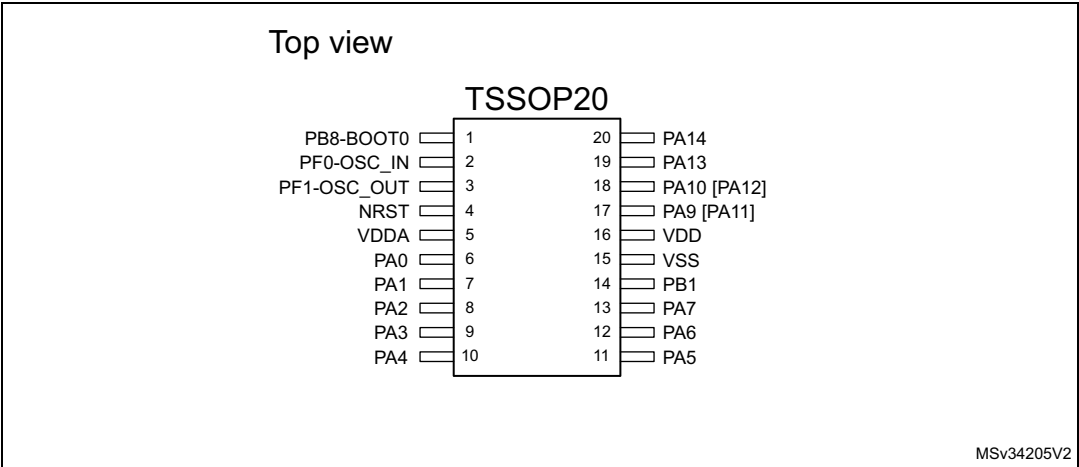 Top view
TSSOP20
PB8-BOOT0 1 20 PA14
PF0-OSC_IN 2 19 PA13
PF1-OSC_OUT 3 18 PA10 [PA12]
NRST 4 17 PA9 [PA11]
VDDA 5 16 VDD
PA0 6 15 VSS
PA1 7 14 PB1
PA2 8 13 PA7
PA3 9 12 PA6
PA4 10 11 PA5
MSv34205V2